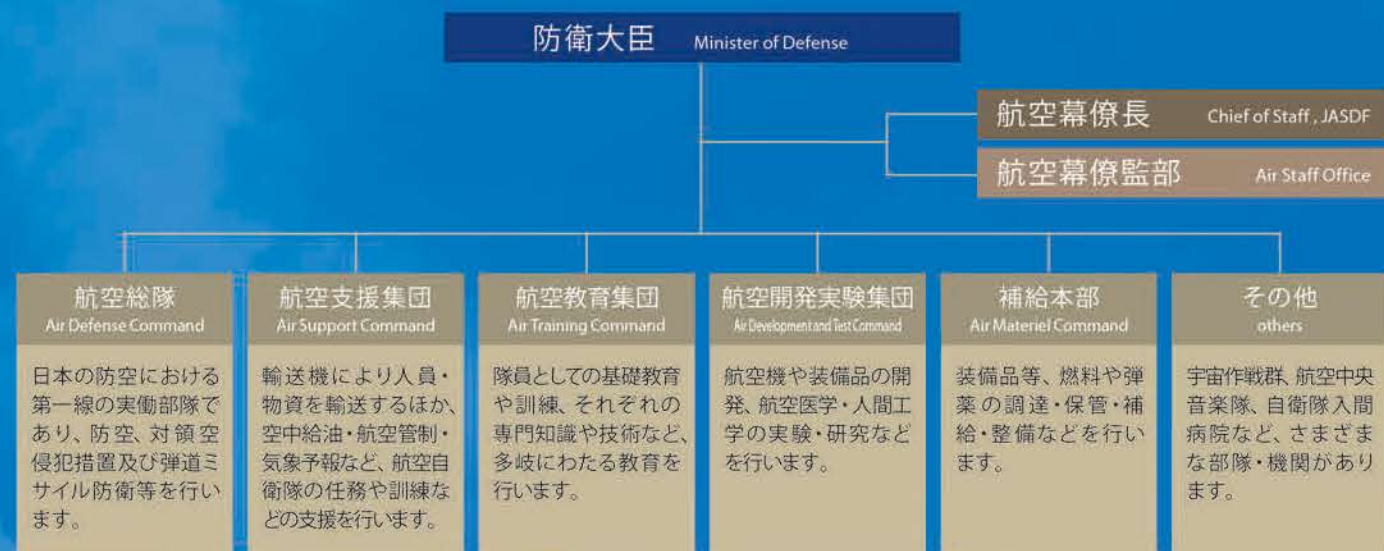 防衛大臣 Minister of Defense
航空幕僚長 Chief of Staff , JASDF
航空幕僚監部 Air Staff Office
航空総隊
Air Defense Command
日本の防空における
第一線の実働部隊で
あり、防空、対領空
侵犯措置及び弾道ミ
サイル防衛等を行い
ます。
航空支援集団
Air Support Command
輸送機により人員・
物資を輸送するほか、
空中給油・航空管制・
気象予報など、航空自
衛隊の任務や訓練な
どの支援を行います。
航空教育集団
Air Training Command
隊員としての基礎教育
や訓練、それぞれの
専門知識や技術など、
多岐にわたる教育を
行います。
航空開発実験集団
Air Development and Test Command
航空機や装備品の開
発、航空医学・人間工
学の実験・研究など
を行います。
補給本部
Air Materiel Command
装備品等、燃料や弾
薬の調達・保管・補
給・整備などを行い
ます。
その他
others
宇宙作戦群、航空中央
音楽隊、自衛隊入間
病院など、さまざま
な部隊・機関があり
ます。